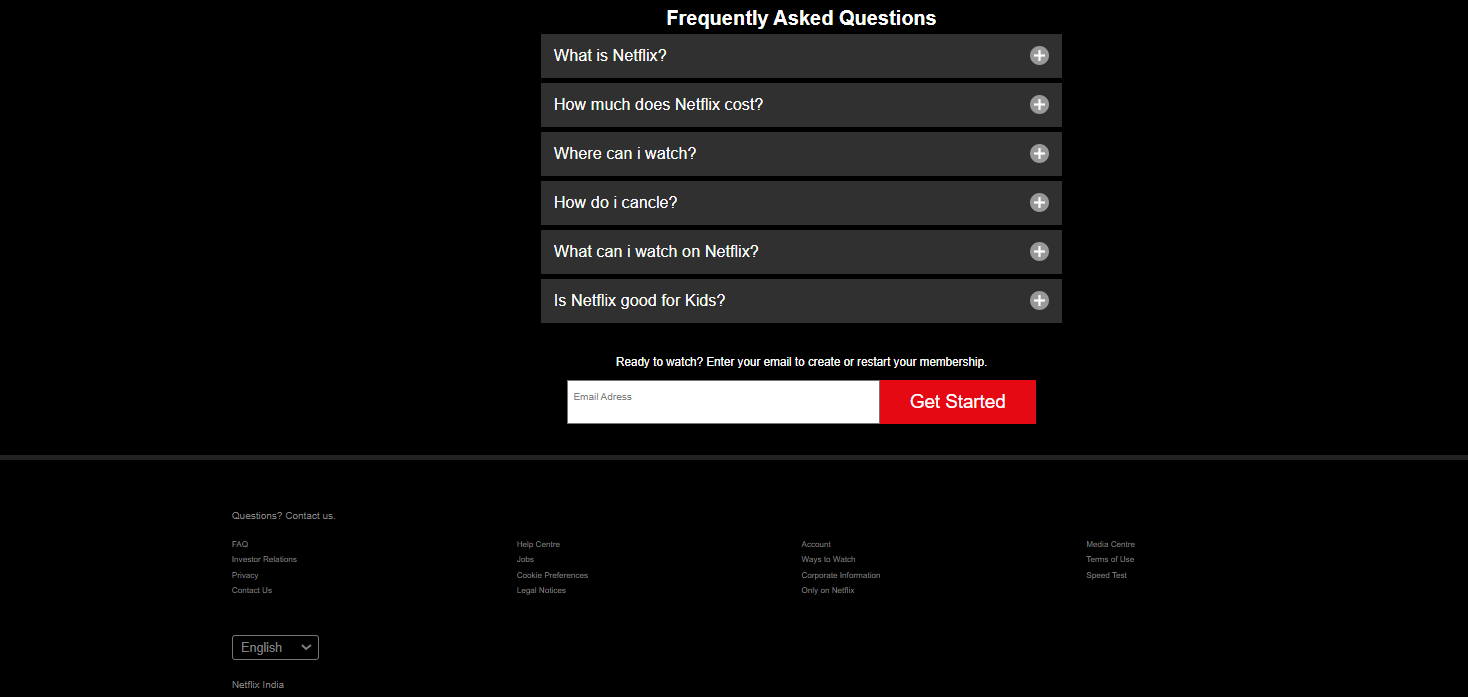 Frequently Asked Questions
What is Netflix?
How much does Netflix cost?
Where can i watch?
How do i cancle?
What can i watch on Netflix?
Is Netflix good for Kids?
Ready to watch? Enter your email to create or restart your membership.
Email Adress
Get Started
Questions? Contact us.
FAQ
Investor Relations
Privacy
Contact Us
Help Centre
Jobs
Cookie Preferences
Legal Notices
Account
Ways to Watch
Corporate Information
Only on Netflix
Media Centre
Terms of Use
Speed Test
English
Netflix India